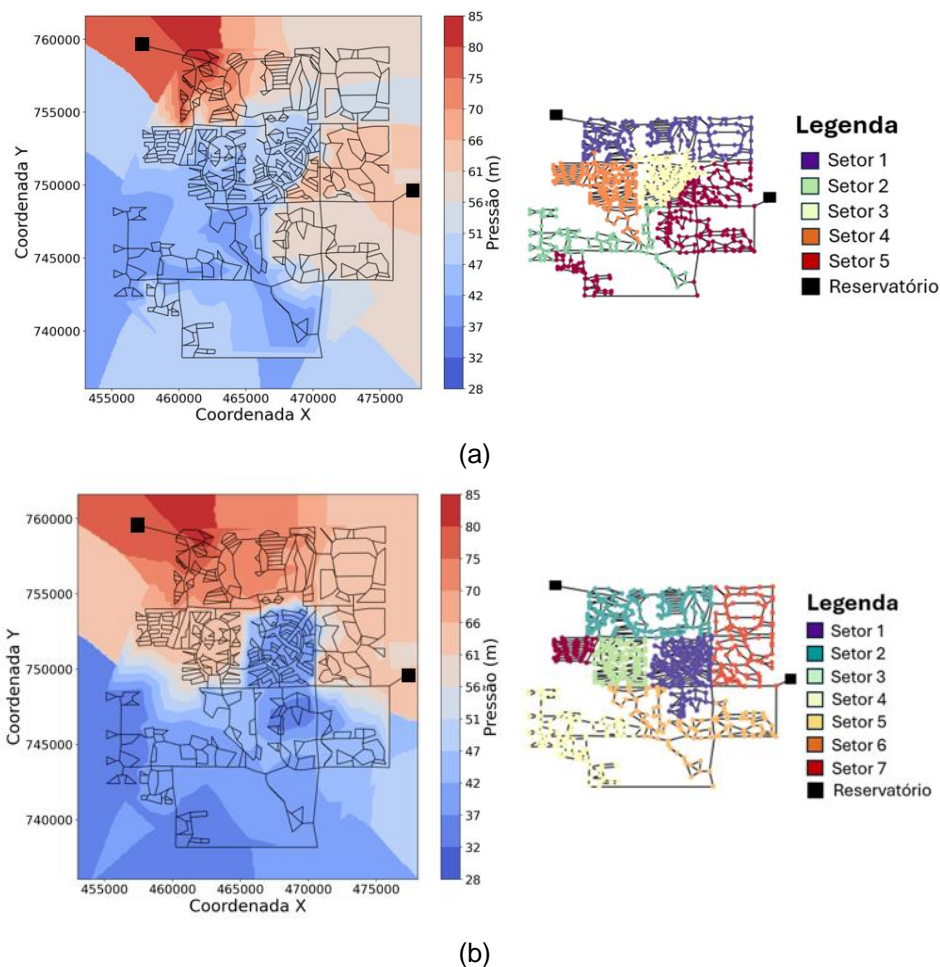 85
80
75
70
66
61
56
51
47
42
37
32
28
Pressão (m)
760000
755000
750000
745000
740000
Coordenada Y
455000 460000 465000 470000 475000
Coordenada X
Legenda
Setor 1
Setor 2
Setor 3
Setor 4
Setor 5
Reservatório
(a)
85
80
75
70
66
61
56
51
47
42
37
32
28
Pressão (m)
760000
755000
750000
745000
740000
Coordenada Y
455000 460000 465000 470000 475000
Coordenada X
Legenda
Setor 1
Setor 2
Setor 3
Setor 4
Setor 5
Setor 6
Setor 7
Reservatório
(b)